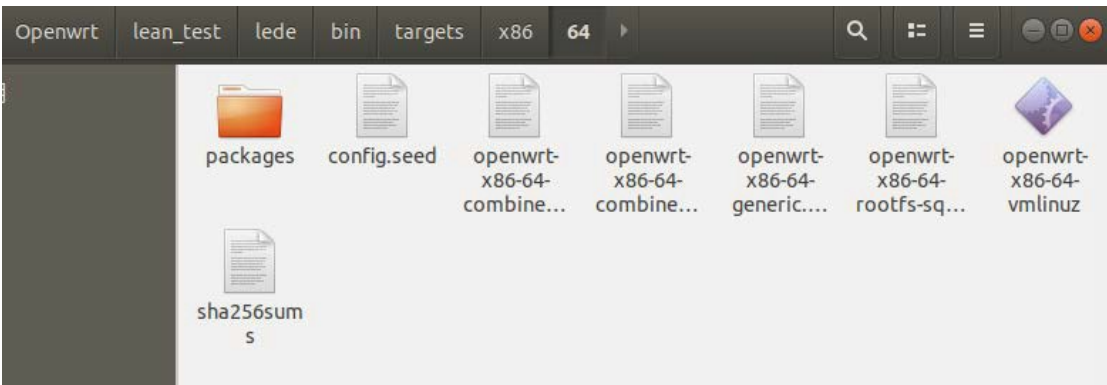 Openwrt lean_test lede bin targets x86 64
packages config.seed openwrt- openwrt- openwrt- openwrt- openwrt-
x86-64- x86-64- x86-64- x86-64- x86-64-
combine... combine... generic.... rootfs-sq... vmlinuz
sha256sum
s